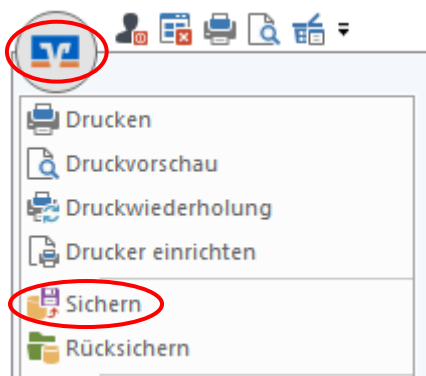 Drucken
Druckvorschau
Druckwiederholung
Drucker einrichten
Sichern
Rücksichern